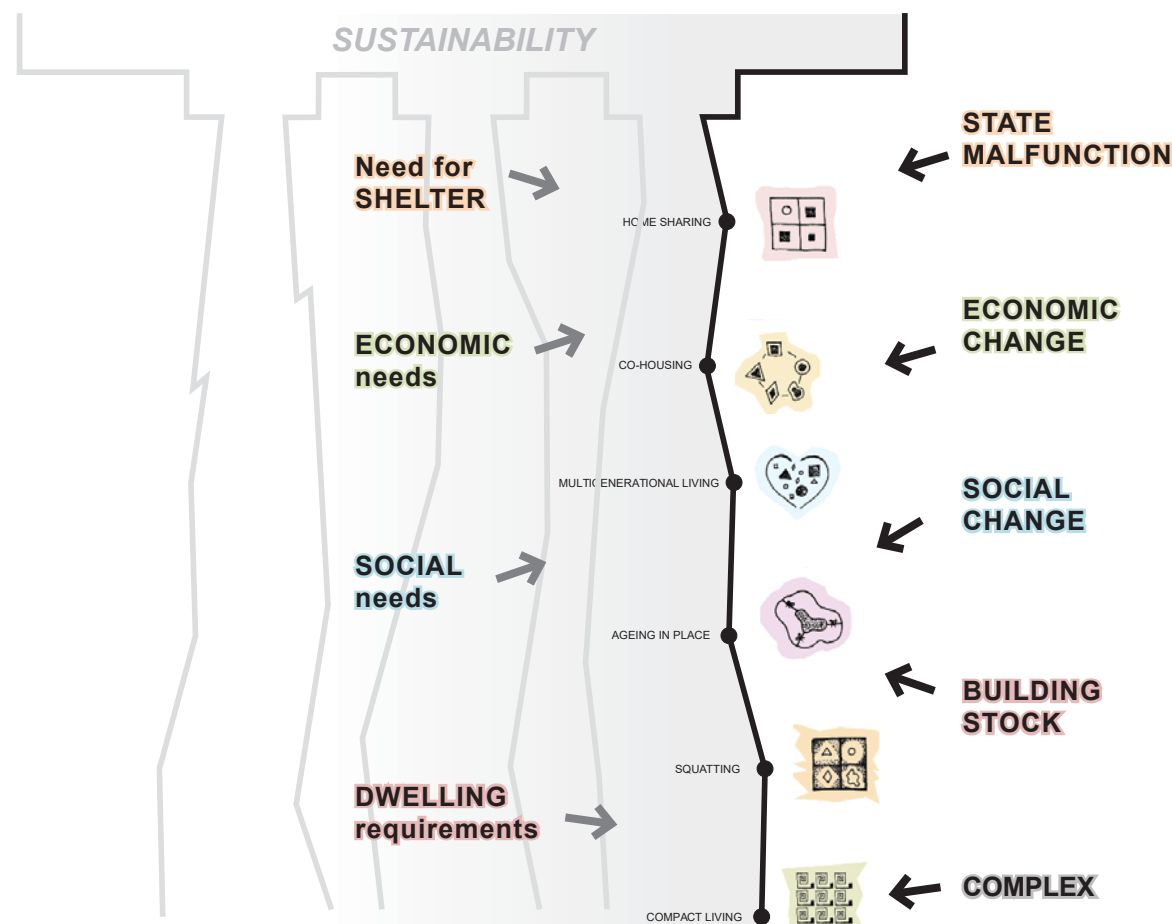 SUSTAINABILITY
STATE
MALFUNCTION
Need for
SHELTER
HOME SHARING
ECONOMIC
CHANGE
ECONOMIC
needs
CO-HOUSING
MULTIGENERATIONAL LIVING
SOCIAL
CHANGE
SOCIAL
needs
AGEING IN PLACE
BUILDING
STOCK
SQUATTING
DWELLING
requirements
COMPLEX
COMPACT LIVING